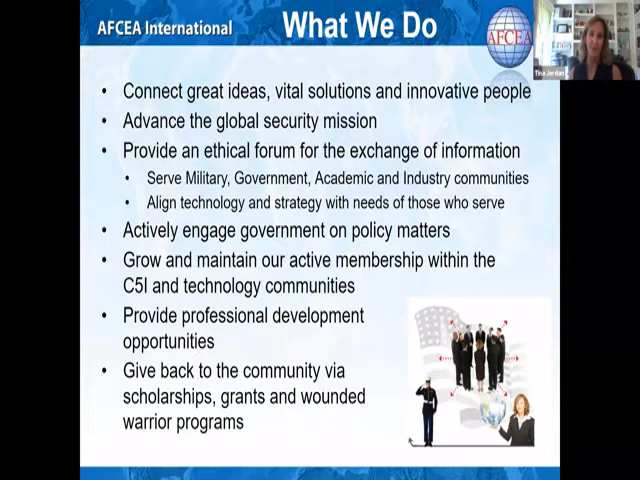 AFCEA International
What We Do
AFCEA
Tina Jordan
• Connect great ideas, vital solutions and innovative people
• Advance the global security mission
• Provide an ethical forum for the exchange of information
• Serve Military, Government, Academic and Industry communities
• Align technology and strategy with needs of those who serve
• Actively engage government on policy matters
• Grow and maintain our active membership within the
C5I and technology communities
• Provide professional development
opportunities
• Give back to the community via
scholarships, grants and wounded
warrior programs